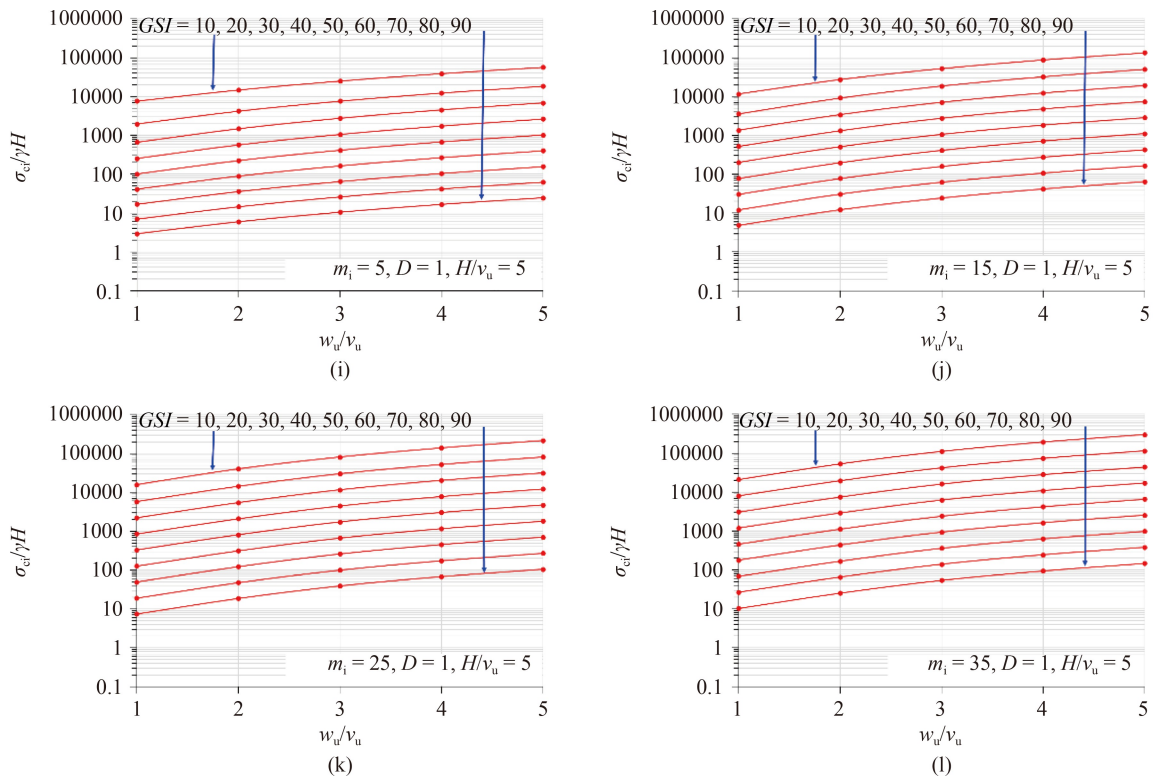 GSI = 10, 20, 30, 40, 50, 60, 70, 80, 90
1000000
100000
10000
1000
100
10
1
0.1
σci/γH
mi = 5, D = 1, H/vu = 5
1 2 3 4 5
wu/vu
(i)
GSI = 10, 20, 30, 40, 50, 60, 70, 80, 90
1000000
100000
10000
1000
100
10
1
0.1
σci/γH
mi = 15, D = 1, H/vu = 5
1 2 3 4 5
wu/vu
(j)
GSI = 10, 20, 30, 40, 50, 60, 70, 80, 90
1000000
100000
10000
1000
100
10
1
0.1
σci/γH
mi = 25, D = 1, H/vu = 5
1 2 3 4 5
wu/vu
(k)
GSI = 10, 20, 30, 40, 50, 60, 70, 80, 90
1000000
100000
10000
1000
100
10
1
0.1
σci/γH
mi = 35, D = 1, H/vu = 5
1 2 3 4 5
wu/vu
(l)